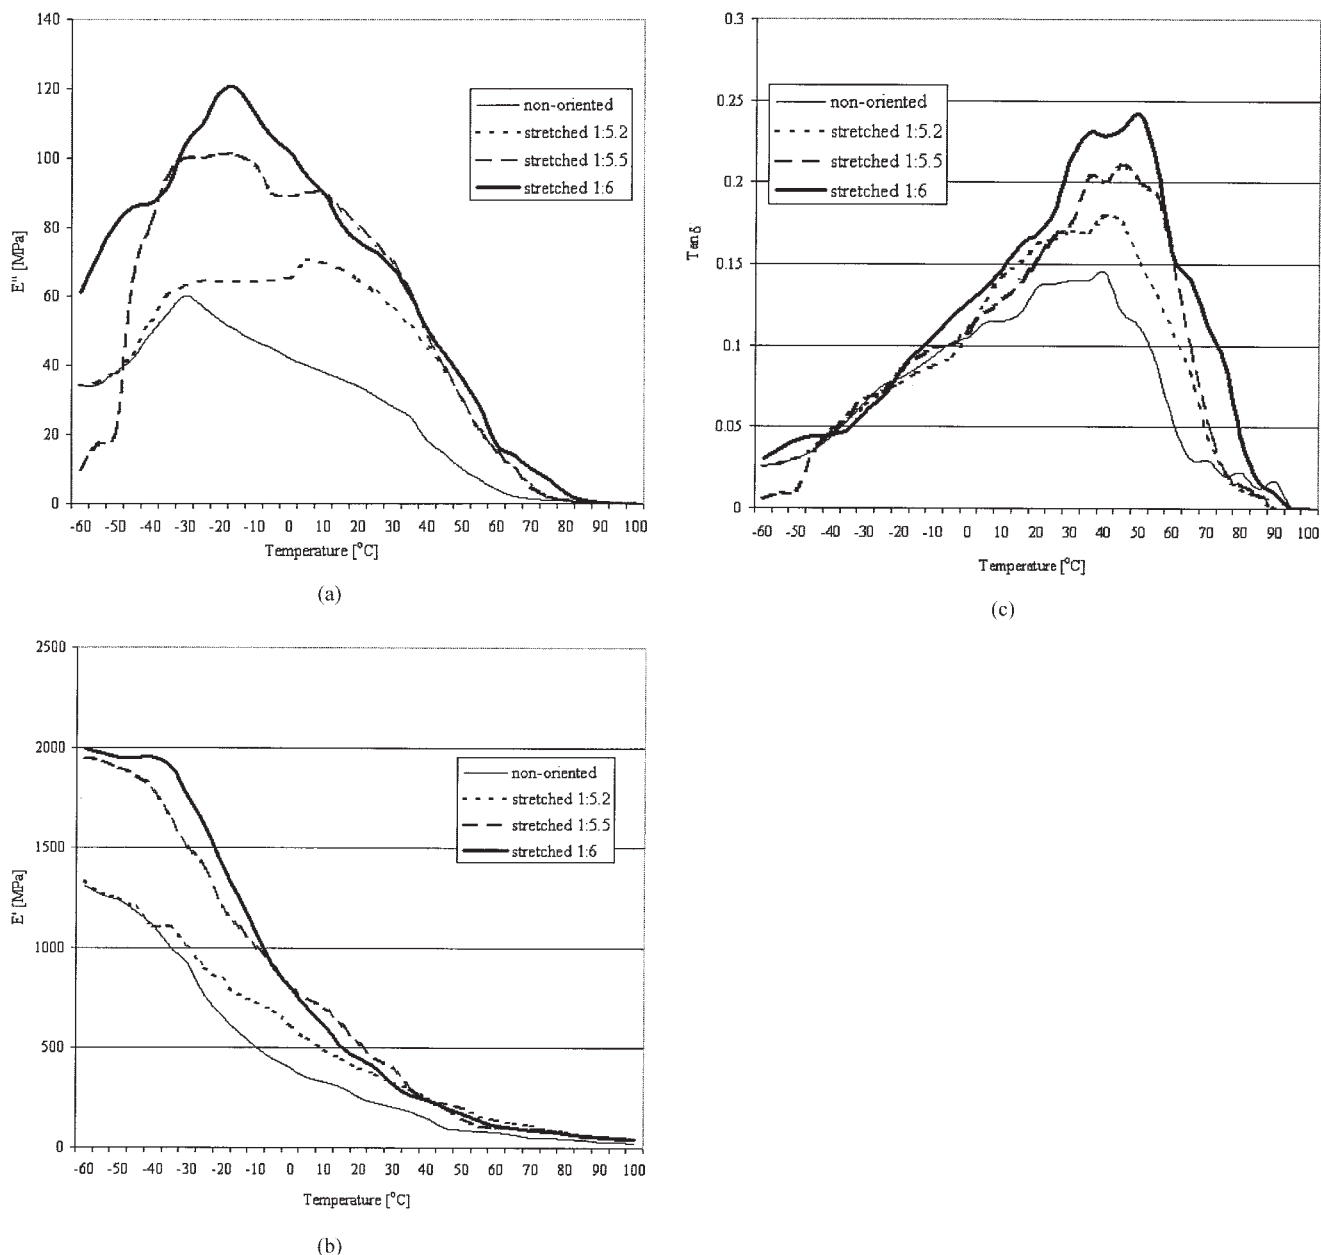 140
120
100
80
60
40
20
0
E" [MPa]
non-oriented
stretched 1:5.2
stretched 1:5.5
stretched 1:6
-60 -50 -40 -30 -20 -10 0 10 20 30 40 50 60 70 80 90 100
Temperature [°C]
(a)
0.3
0.25
0.2
0.15
0.1
0.05
0
Tan δ
non-oriented
stretched 1:5.2
stretched 1:5.5
stretched 1:6
-60 -50 -40 -30 -20 -10 0 10 20 30 40 50 60 70 80 90 100
Temperature [°C]
(c)
2500
2000
1500
1000
500
0
E' [MPa]
non-oriented
stretched 1:5.2
stretched 1:5.5
stretched 1:6
-60 -50 -40 -30 -20 -10 0 10 20 30 40 50 60 70 80 90 100
Temperature [°C]
(b)